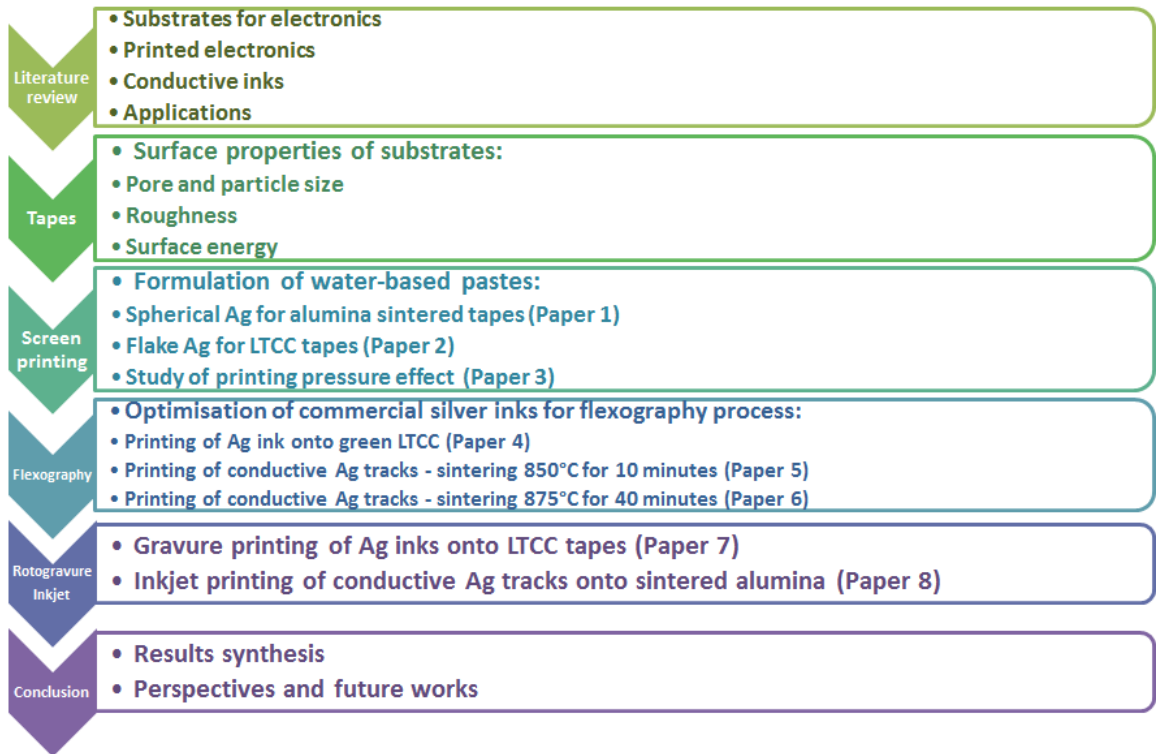 Literature
review
• Substrates for electronics
• Printed electronics
• Conductive inks
• Applications
Tapes
• Surface properties of substrates:
• Pore and particle size
• Roughness
• Surface energy
Screen
printing
• Formulation of water-based pastes:
• Spherical Ag for alumina sintered tapes (Paper 1)
• Flake Ag for LTCC tapes (Paper 2)
• Study of printing pressure effect (Paper 3)
Flexography
• Optimisation of commercial silver inks for flexography process:
• Printing of Ag ink onto green LTCC (Paper 4)
• Printing of conductive Ag tracks - sintering 850°C for 10 minutes (Paper 5)
• Printing of conductive Ag tracks - sintering 875°C for 40 minutes (Paper 6)
Rotogravure
Inkjet
• Gravure printing of Ag inks onto LTCC tapes (Paper 7)
• Inkjet printing of conductive Ag tracks onto sintered alumina (Paper 8)
Conclusion
• Results synthesis
• Perspectives and future works